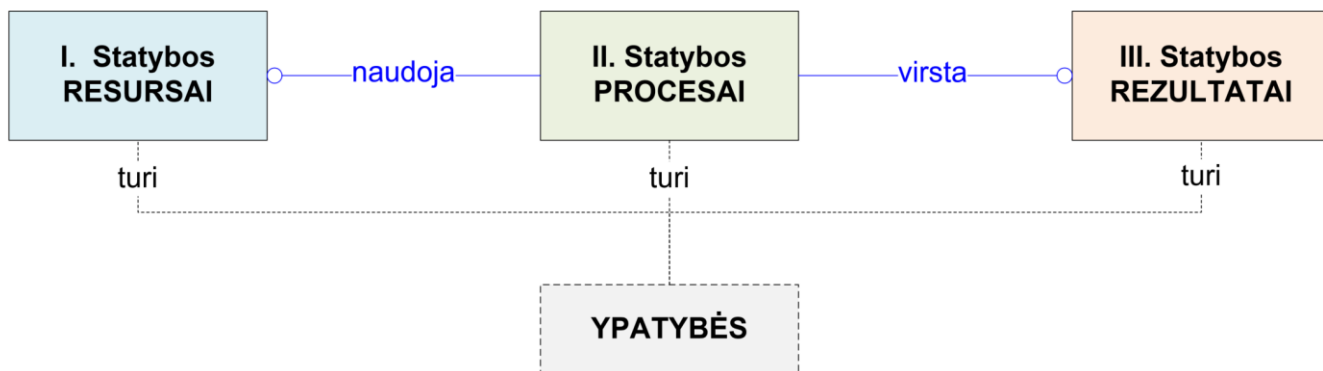 I. Statybos
RESURSAI
naudoja
II. Statybos
PROCESAI
virsta
III. Statybos
REZULTATAI
turi
turi
turi
YPATYBĖS